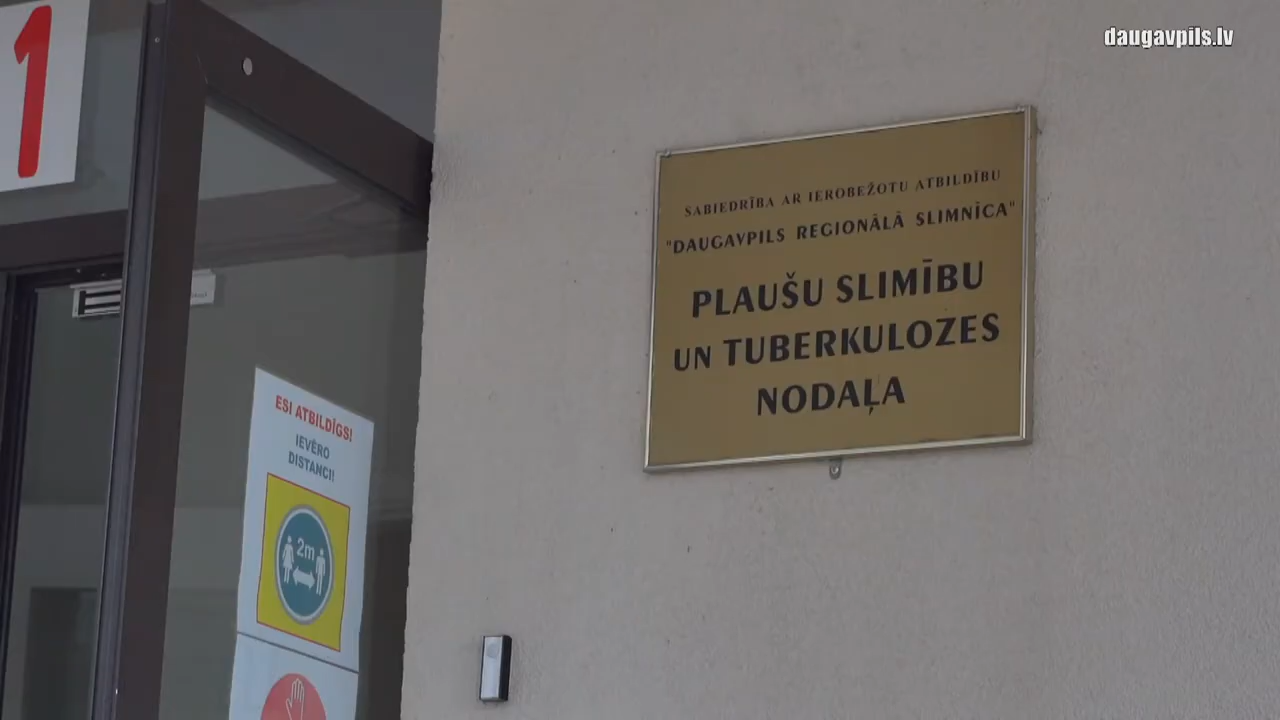 1
daugavpils.lv
SABIEDRĪBA AR IEROBEŽOTU ATBILDĪBU
"DAUGAVPILS REGIONĀLĀ SLIMNĪCA"
PLAUŠU SLIMĪBU
UN TUBERKULOZES
NODAĻA
ESI ATBILDĪGS!
IEVĒRO
DISTANCI!
2m